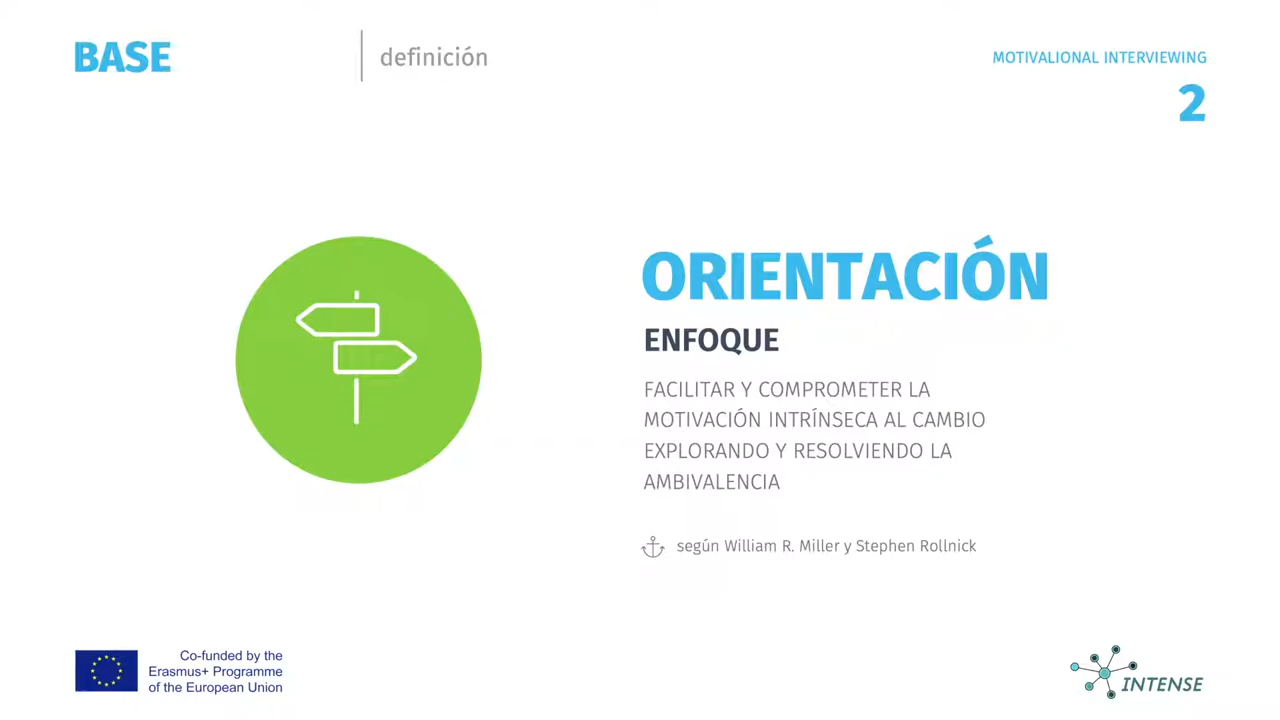 BASE
definición
MOTIVALIONAL INTERVIEWING
2
ORIENTACIÓN
ENFOQUE
FACILITAR Y COMPROMETER LA
MOTIVACIÓN INTRÍNSECA AL CAMBIO
EXPLORANDO Y RESOLVIENDO LA
AMBIVALENCIA
según William R. Miller y Stephen Rollnick
Co-funded by the
Erasmus+ Programme
of the European Union
INTENSE